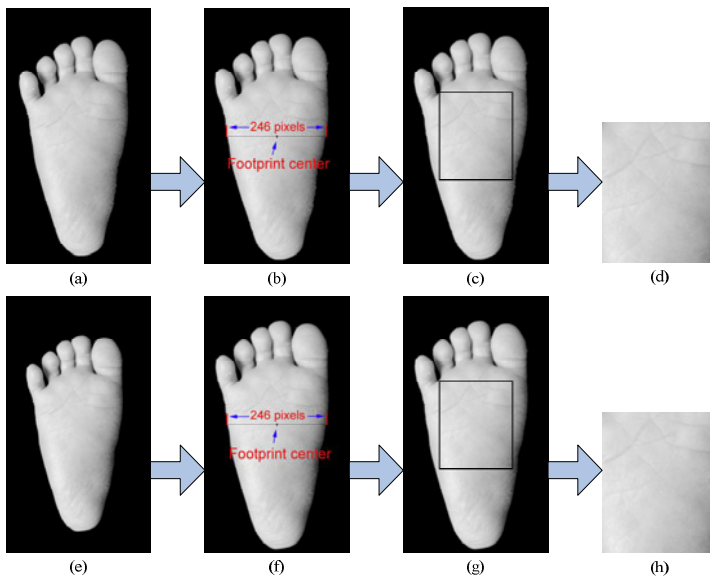 246 pixels
Footprint center
(a)
(b)
(c)
(d)
246 pixels
Footprint center
(e)
(f)
(g)
(h)